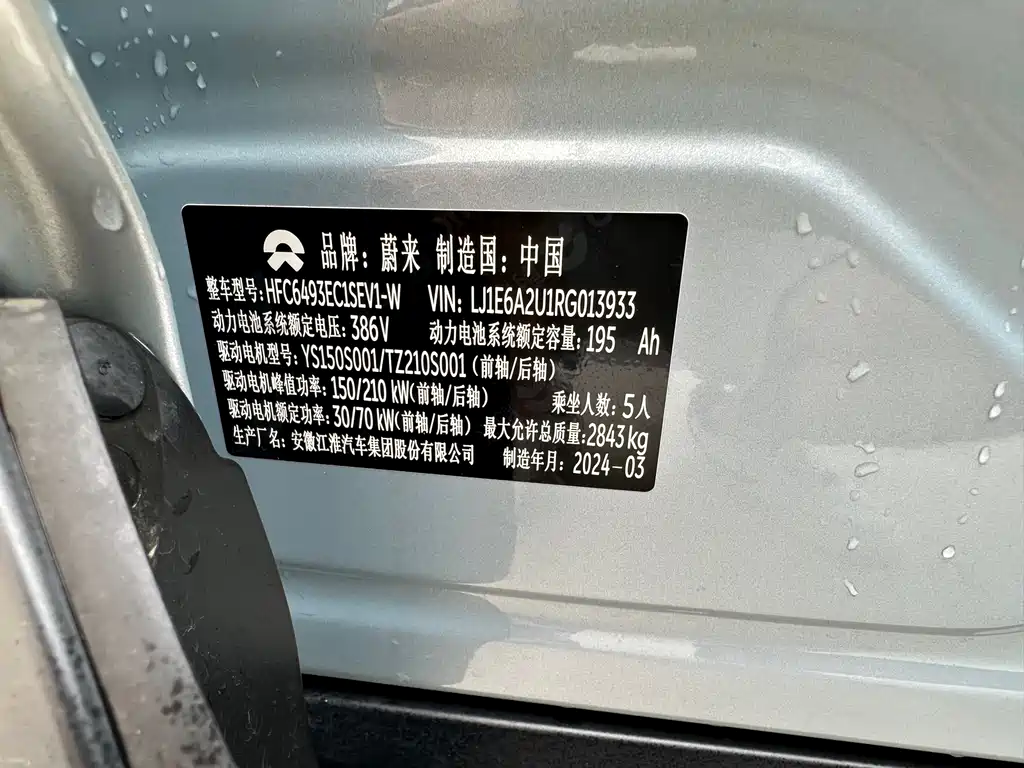 品牌：蔚来 制造国：中国
整车型号：HFC6493EC1SEV1-W VIN：LJ1E6A2U1RG013933
动力电池系统额定电压：386V 动力电池系统额定容量：195 Ah
驱动电机型号：YS150S001/TZ210S001（前轴/后轴）
驱动电机峰值功率：150/210 kW（前轴/后轴） 乘坐人数：5人
驱动电机额定功率：30/70 kW（前轴/后轴） 最大允许总质量：2843kg
生产厂名：安徽江淮汽车集团股份有限公司 制造年月：2024-03